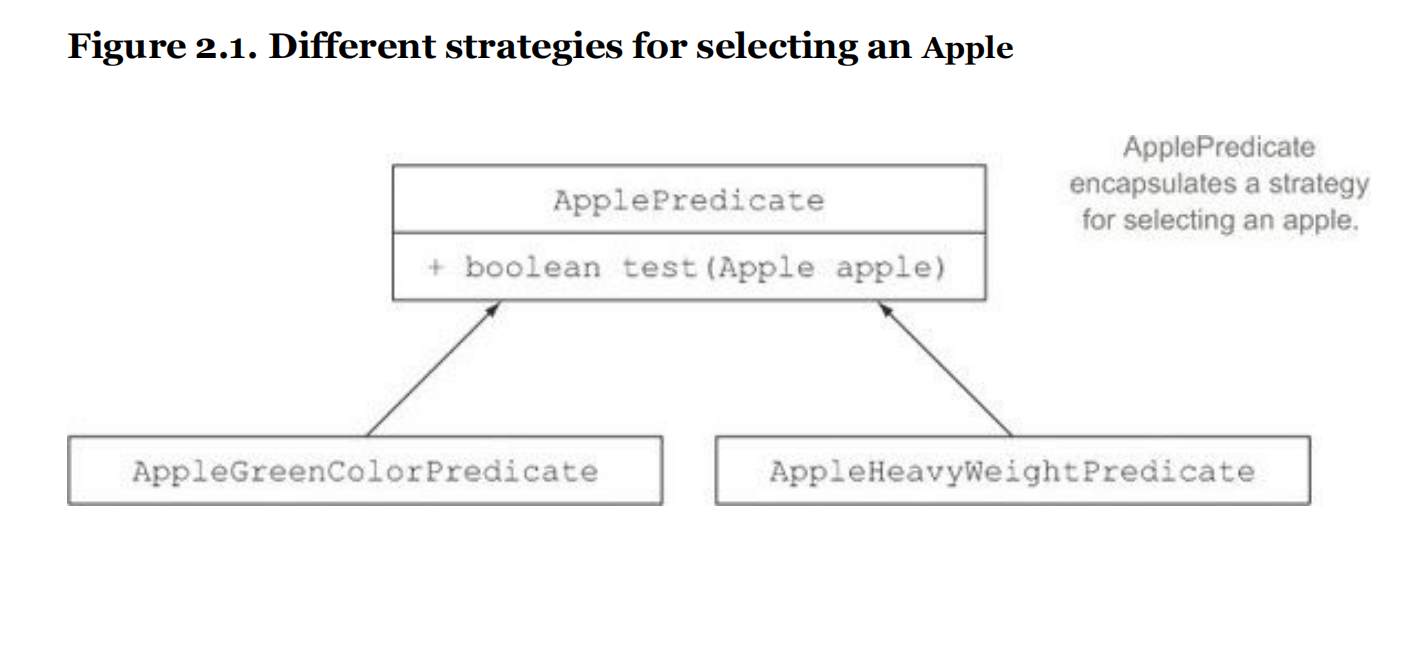 Figure 2.1. Different strategies for selecting an Apple
ApplePredicate
encapsulates a strategy
for selecting an apple.
ApplePredicate
+ boolean test(Apple apple)
AppleGreenColorPredicate
AppleHeavyWeightPredicate